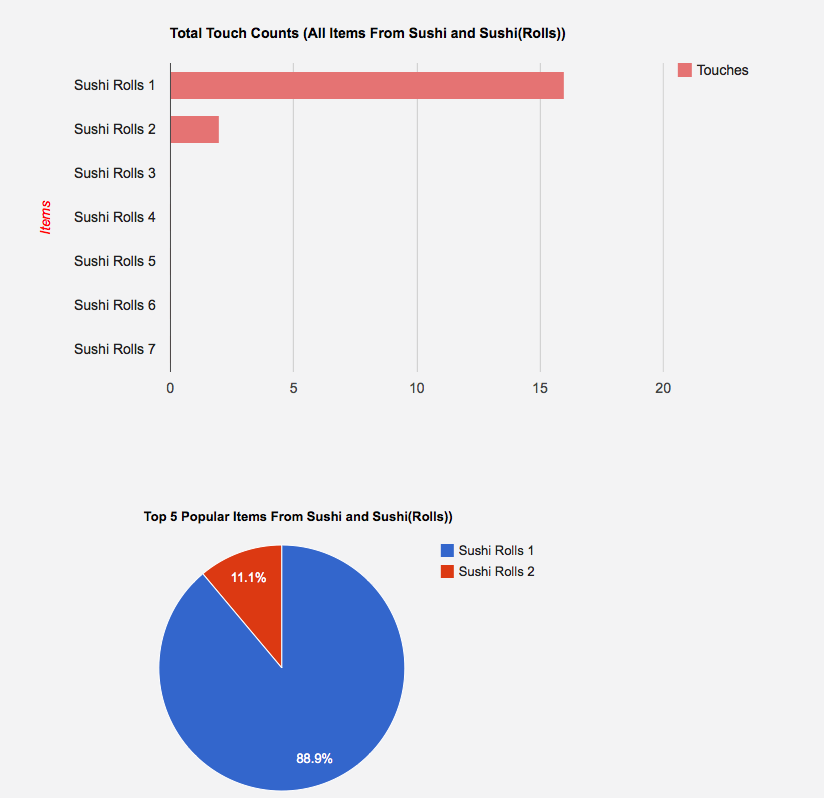 Total Touch Counts (All Items From Sushi and Sushi(Rolls))
Touches
Sushi Rolls 1
Sushi Rolls 2
Sushi Rolls 3
Sushi Rolls 4
Sushi Rolls 5
Sushi Rolls 6
Sushi Rolls 7
Items
0 5 10 15 20
Top 5 Popular Items From Sushi and Sushi(Rolls))
Sushi Rolls 1
Sushi Rolls 2
11.1%
88.9%